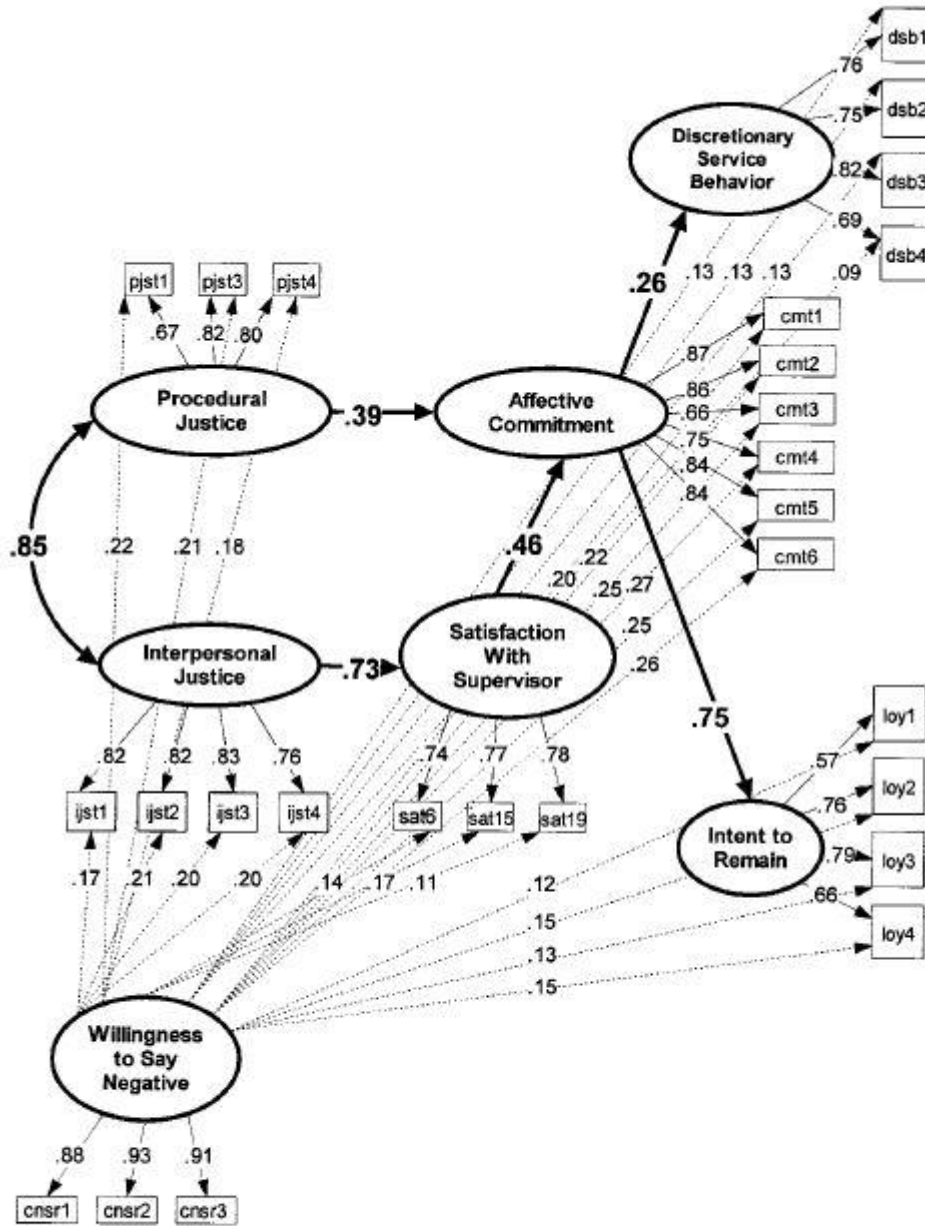 dsb1
.76
dsb2
.75
Discretionary
Service
Behavior
.82
dsb3
.69
dsb4
.13
.13
.13
.09
.26
pjst1
pjst3
pjst4
.67
.82
.80
cmt1
.87
cmt2
.86
Procedural
Justice
.39
Affective
Commitment
.66
cmt3
.75
cmt4
.84
cmt5
.84
cmt6
.85
.22
.21
.18
.46
.22
.20
.25
.27
.25
.26
Interpersonal
Justice
.73
Satisfaction
With
Supervisor
.75
loy1
.57
.82
.82
.83
.76
.74
.77
.78
ijst1
ijst2
ijst3
ijst4
sat6
sat15
sat19
loy2
.76
Intent to
Remain
.79
loy3
.66
loy4
.17
.21
.20
.20
.14
.17
.11
.12
.15
.13
.15
Willingness
to Say
Negative
.88
.93
.91
cnsr1
cnsr2
cnsr3